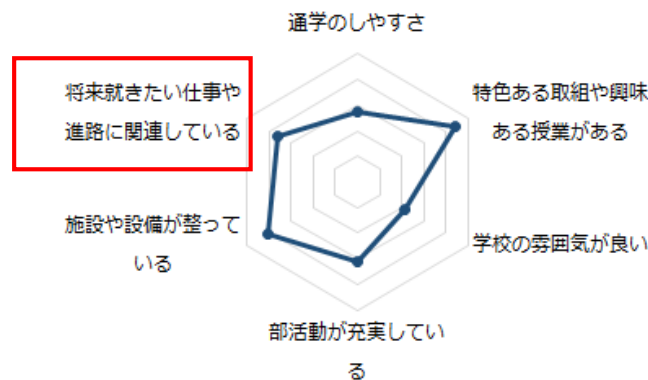 通学のしやすさ
将来就きたい仕事や
進路に関連している
特色ある取組や興味
ある授業がある
施設や設備が整って
いる
学校の雰囲気が良い
部活動が充実してい
る